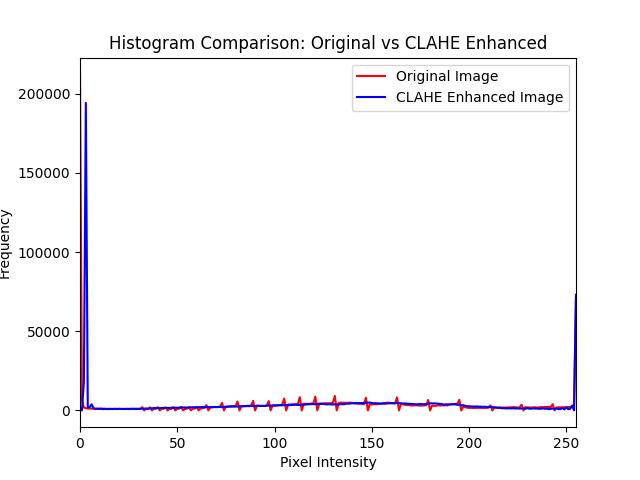 Histogram Comparison: Original vs CLAHE Enhanced
Original Image
CLAHE Enhanced Image
200000
150000
100000
50000
0
Frequency
0 50 100 150 200 250
Pixel Intensity